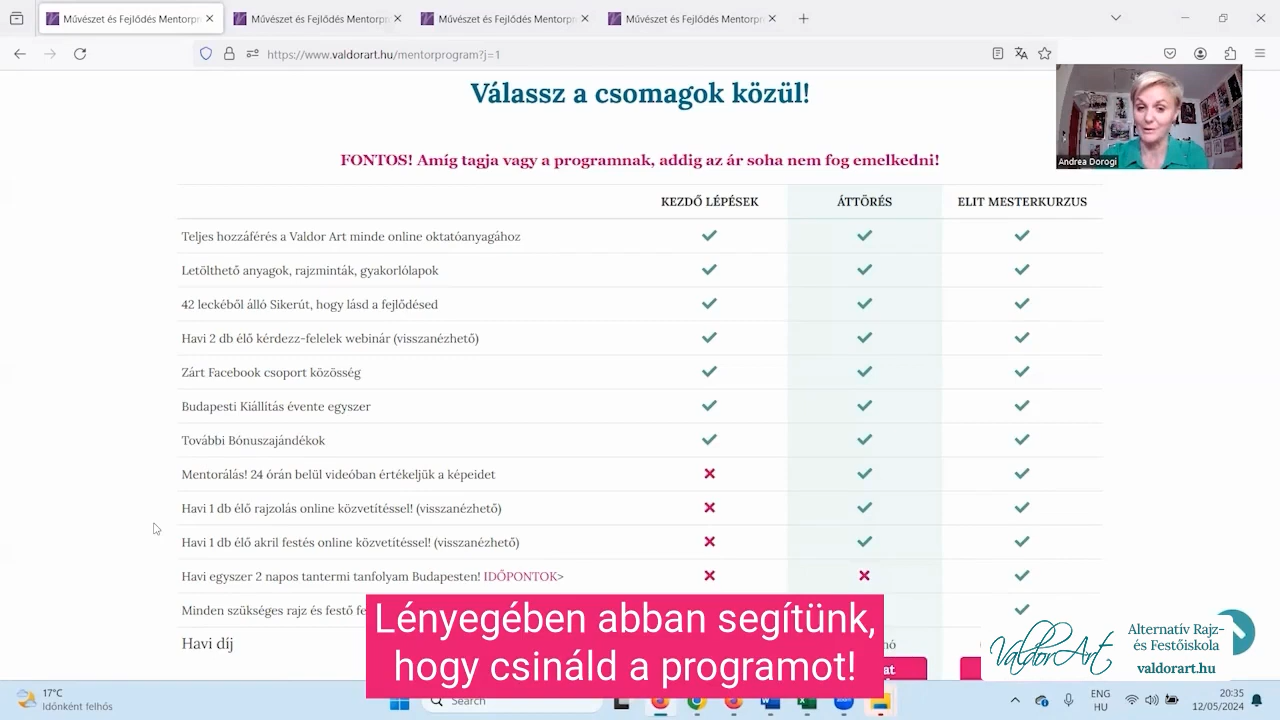 Művészet és Fejlődés Mentorpro
Művészet és Fejlődés Mentorpro
Művészet és Fejlődés Mentorpro
Művészet és Fejlődés Mentorpro
https://www.valdorart.hu/mentorprogram?j=1
Válassz a csomagok közül!
Andrea Dorogi
FONTOS! Amíg tagja vagy a programnak, addig az ár soha nem fog emelkedni!
KEZDŐ LÉPÉSEK ÁTTÖRÉS ELIT MESTERKURZUS
Teljes hozzáférés a Valdor Art minde online oktatóanyagához
Letölthető anyagok, rajzminták, gyakorlólapok
42 leckéből álló Sikerút, hogy lásd a fejlődésed
Havi 2 db élő kérdezz-felelek webinár (visszanézhető)
Zárt Facebook csoport közösség
Budapesti Kiállítás évente egyszer
További Bónuszajándékok
Mentorálás! 24 órán belül videóban értékeljük a képeidet
Havi 1 db élő rajzolás online közvetítéssel! (visszanézhető)
Havi 1 db élő akril festés online közvetítéssel! (visszanézhető)
Havi egyszer 2 napos tantermi tanfolyam Budapesten! IDŐPONTOK>
Minden szükséges rajz és festő fe
Havi díj
Lényegében abban segítünk,
hogy csináld a programot!
ValdorArt
Alternatív Rajz-
és Festőiskola
valdorart.hu
17°C
Időnként felhős
Search
ENG
HU
20:35
12/05/2024